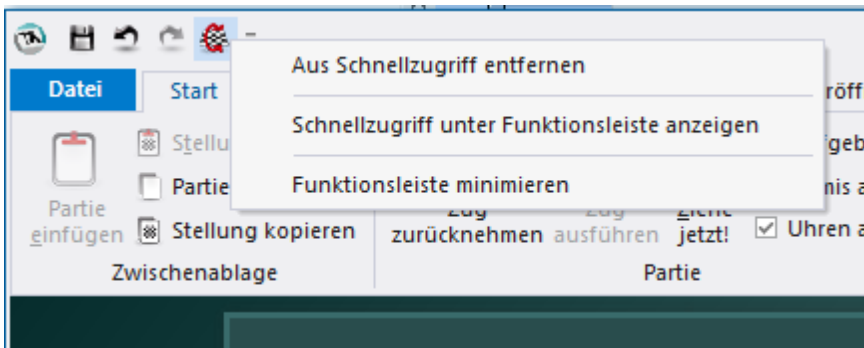 Aus Schnellzugriff entfernen
Datei
Start
Schnellzugriff unter Funktionsleiste anzeigen
Partie
Funktionsleiste minimieren
Partie
einfügen
Stellung kopieren
zurücknehmen
ausführen
jetzt!
Uhren
Zwischenablage
Partie